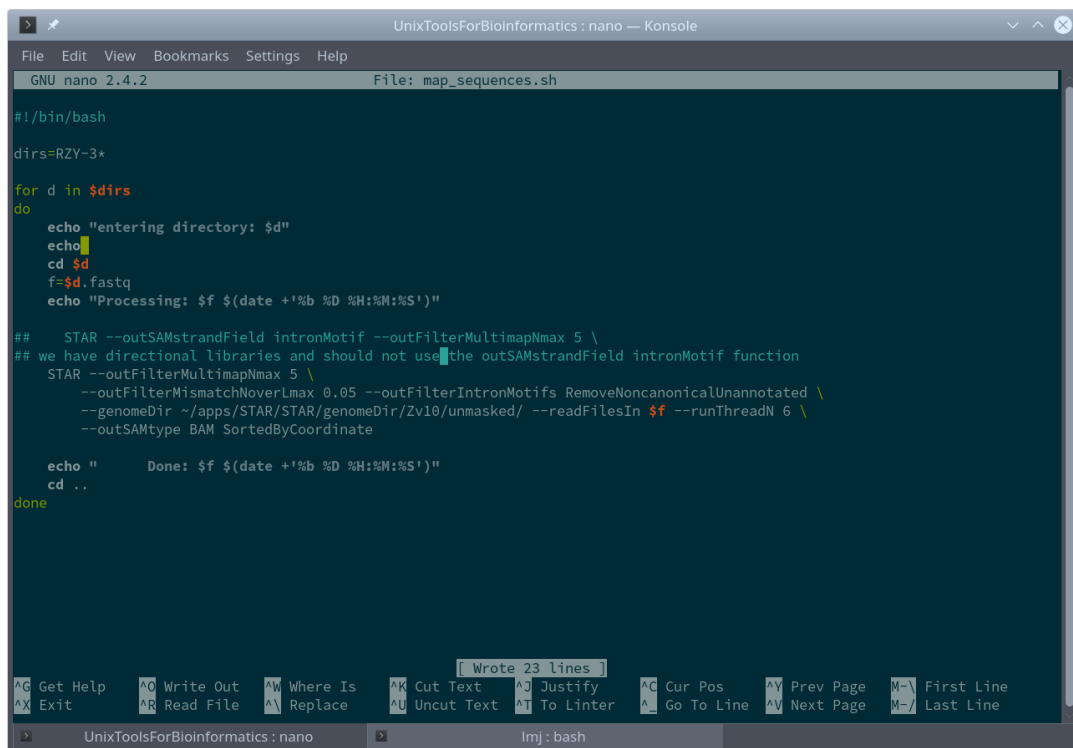 UnixToolsForBioinformatics : nano — Konsole
File Edit View Bookmarks Settings Help
GNU nano 2.4.2 File: map_sequences.sh
#!/bin/bash
dirs=RZY-3*
for d in $dirs
do
    echo "entering directory: $d"
    echo
    cd $d
    f=$d.fastq
    echo "Processing: $f $(date +'%b %D %H:%M:%S')"
##    STAR --outSAMstrandField intronMotif --outFilterMultimapNmax 5 \
## we have directional libraries and should not use the outSAMstrandField intronMotif function
    STAR --outFilterMultimapNmax 5 \
        --outFilterMismatchNoverLmax 0.05 --outFilterIntronMotifs RemoveNoncanonicalUnannotated \
        --genomeDir ~/apps/STAR/STAR/genomeDir/Zv10/unmasked/ --readFilesIn $f --runThreadN 6 \
        --outSAMtype BAM SortedByCoordinate
    echo "      Done: $f $(date +'%b %D %H:%M:%S')"
    cd ..
done
[ Wrote 23 lines ]
^G Get Help ^O Write Out ^W Where Is ^K Cut Text ^J Justify ^C Cur Pos ^Y Prev Page M-\ First Line
^X Exit ^R Read File ^\ Replace ^U Uncut Text ^T To Linter ^_ Go To Line ^V Next Page M-/ Last Line
UnixToolsForBioinformatics : nano lmj : bash